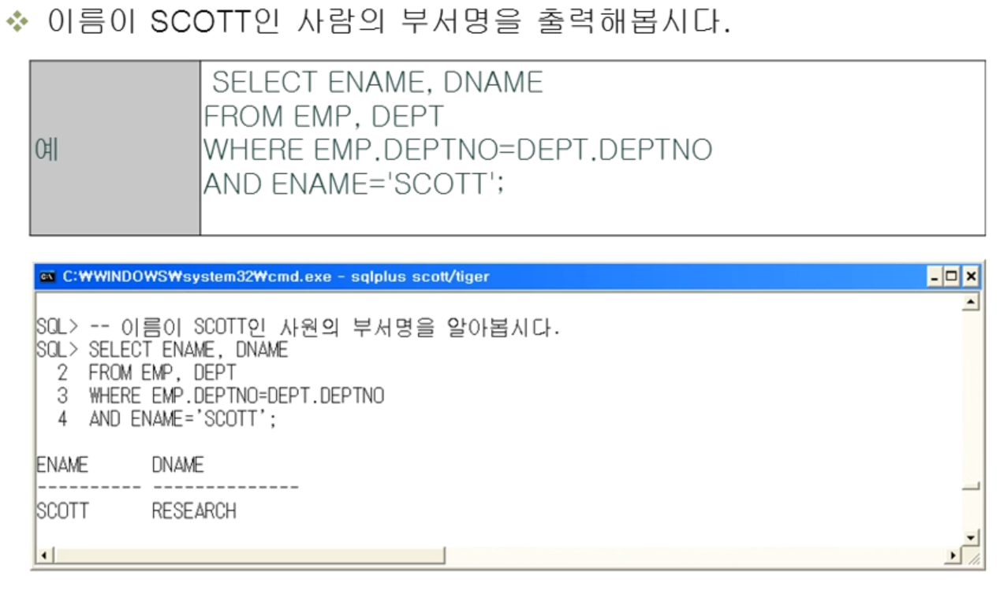 ❖ 이름이 SCOTT인 사람의 부서명을 출력해봅시다.
예
SELECT ENAME, DNAME
FROM EMP, DEPT
WHERE EMP.DEPTNO=DEPT.DEPTNO
AND ENAME='SCOTT';
C:₩WINDOWS₩system32₩cmd.exe - sqlplus scott/tiger
SQL> -- 이름이 SCOTT인 사원의 부서명을 알아봅시다.
SQL> SELECT ENAME, DNAME
2 FROM EMP, DEPT
3 WHERE EMP.DEPTNO=DEPT.DEPTNO
4 AND ENAME='SCOTT';
ENAME DNAME
---------- --------------
SCOTT RESEARCH